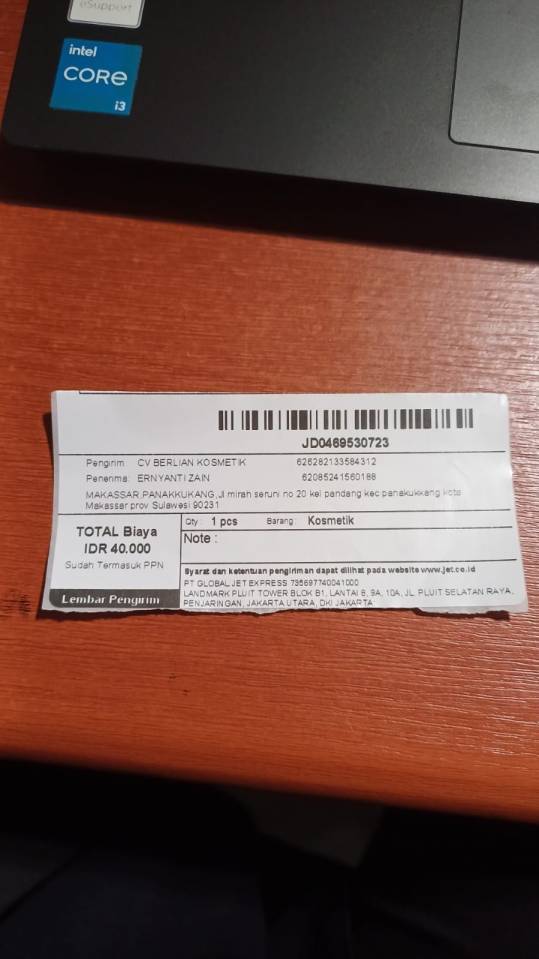 eSupport
intel
CORE
i3
JD0469530723
Pengirim CV BERLIAN KOSMETIK 626282133584312
Penerima: ERNYANTI ZAIN 62085241560188
MAKASSAR,PANAKKUKANG,Jl mirah seruni no 20 kel pandang kec panakukkang kota
Makassar prov Sulawesi 90231
TOTAL Biaya
IDR 40.000
Sudah Termasuk PPN
Lembar Pengirim
Qty : 1 pcs Barang : Kosmetik
Note :
Syarat dan ketentuan pengiriman dapat dilihat pada website www.jet.co.id
PT GLOBAL JET EXPRESS 735697740041000
LANDMARK PLUIT TOWER BLOK B1, LANTAI 8, 9A, 10A, JL. PLUIT SELATAN RAYA,
PENJARINGAN, JAKARTA UTARA, DKI JAKARTA